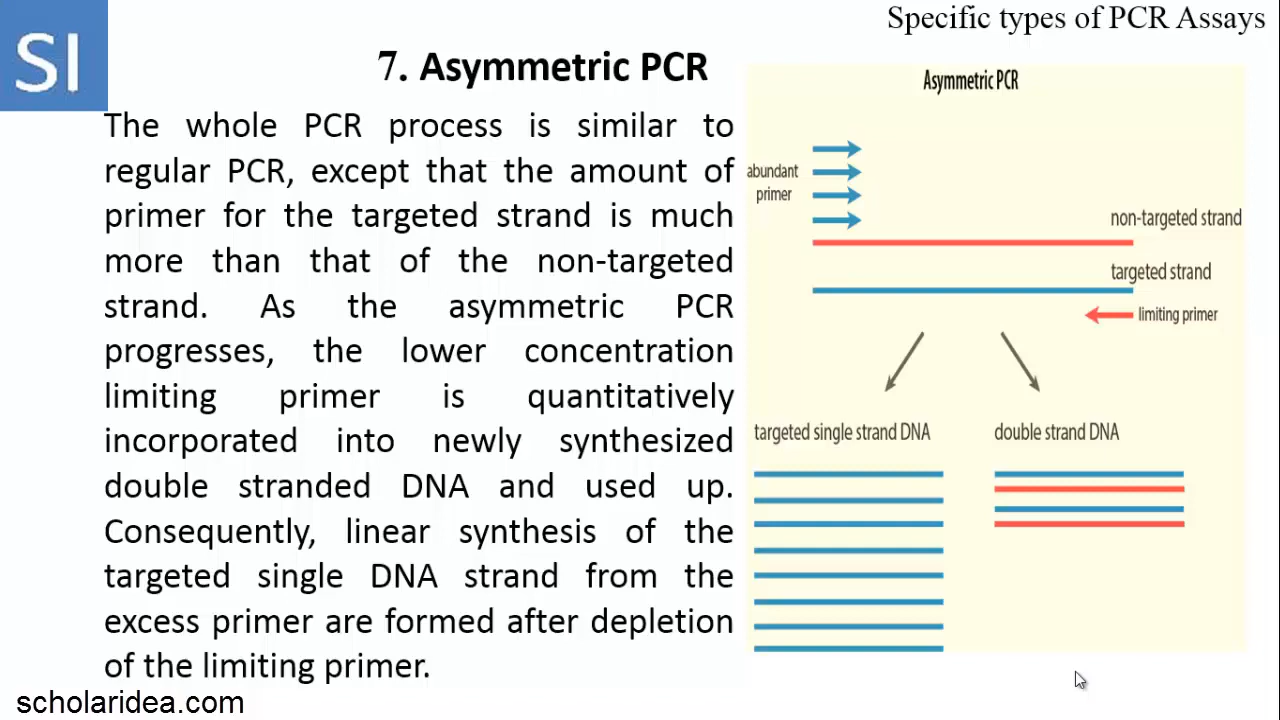 Specific types of PCR Assays
SI
7. Asymmetric PCR
The whole PCR process is similar to
regular PCR, except that the amount of
primer for the targeted strand is much
more than that of the non-targeted
strand. As the asymmetric PCR
progresses, the lower concentration
limiting primer is quantitatively
incorporated into newly synthesized
double stranded DNA and used up.
Consequently, linear synthesis of the
targeted single DNA strand from the
excess primer are formed after depletion
of the limiting primer.
Asymmetric PCR
abundant
primer
non-targeted strand
targeted strand
limiting primer
targeted single strand DNA
double strand DNA
scholaridea.com